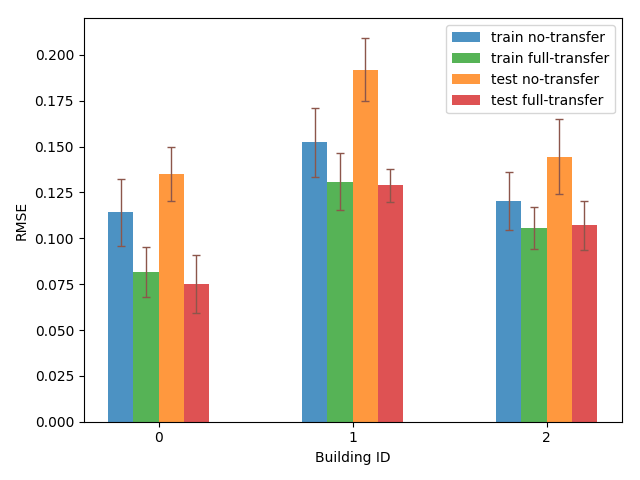 train no-transfer
train full-transfer
test no-transfer
test full-transfer
0.200
0.175
0.150
0.125
0.100
0.075
0.050
0.025
0.000
RMSE
0 1 2
Building ID